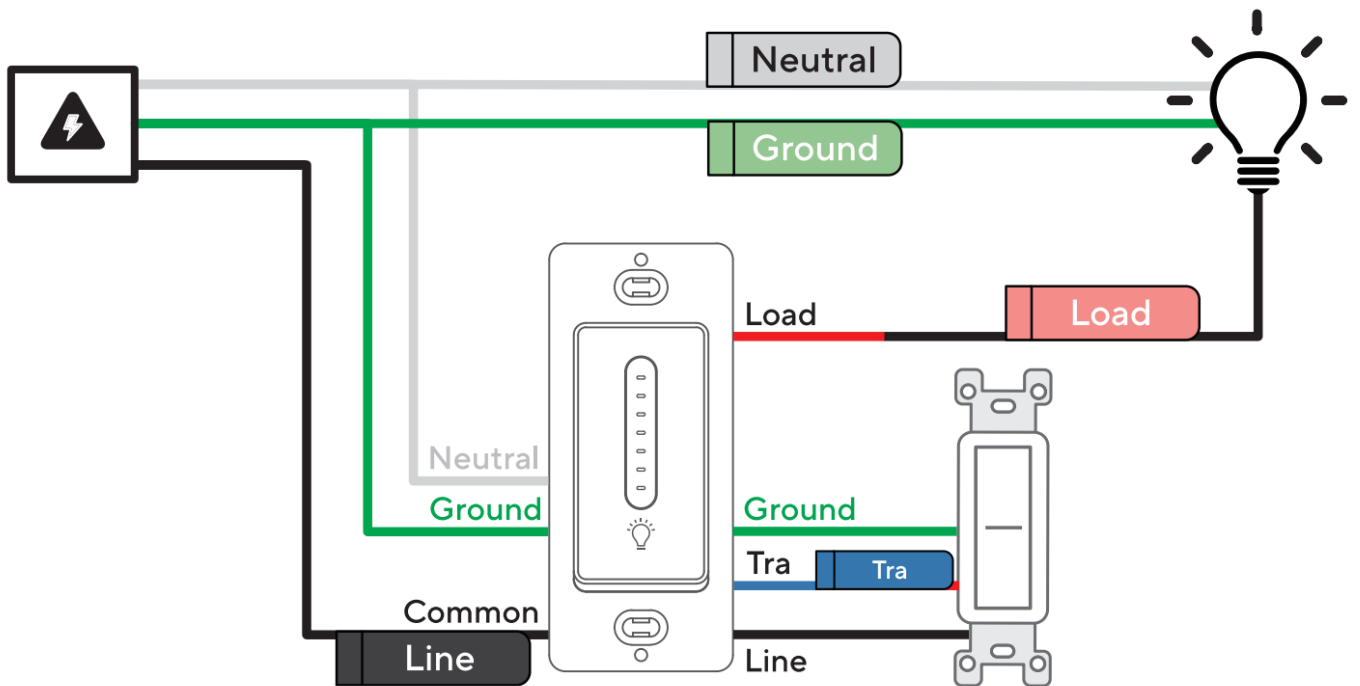 Neutral
Ground
Load
Load
Neutral
Ground
Ground
Tra
Tra
Common
Line
Line